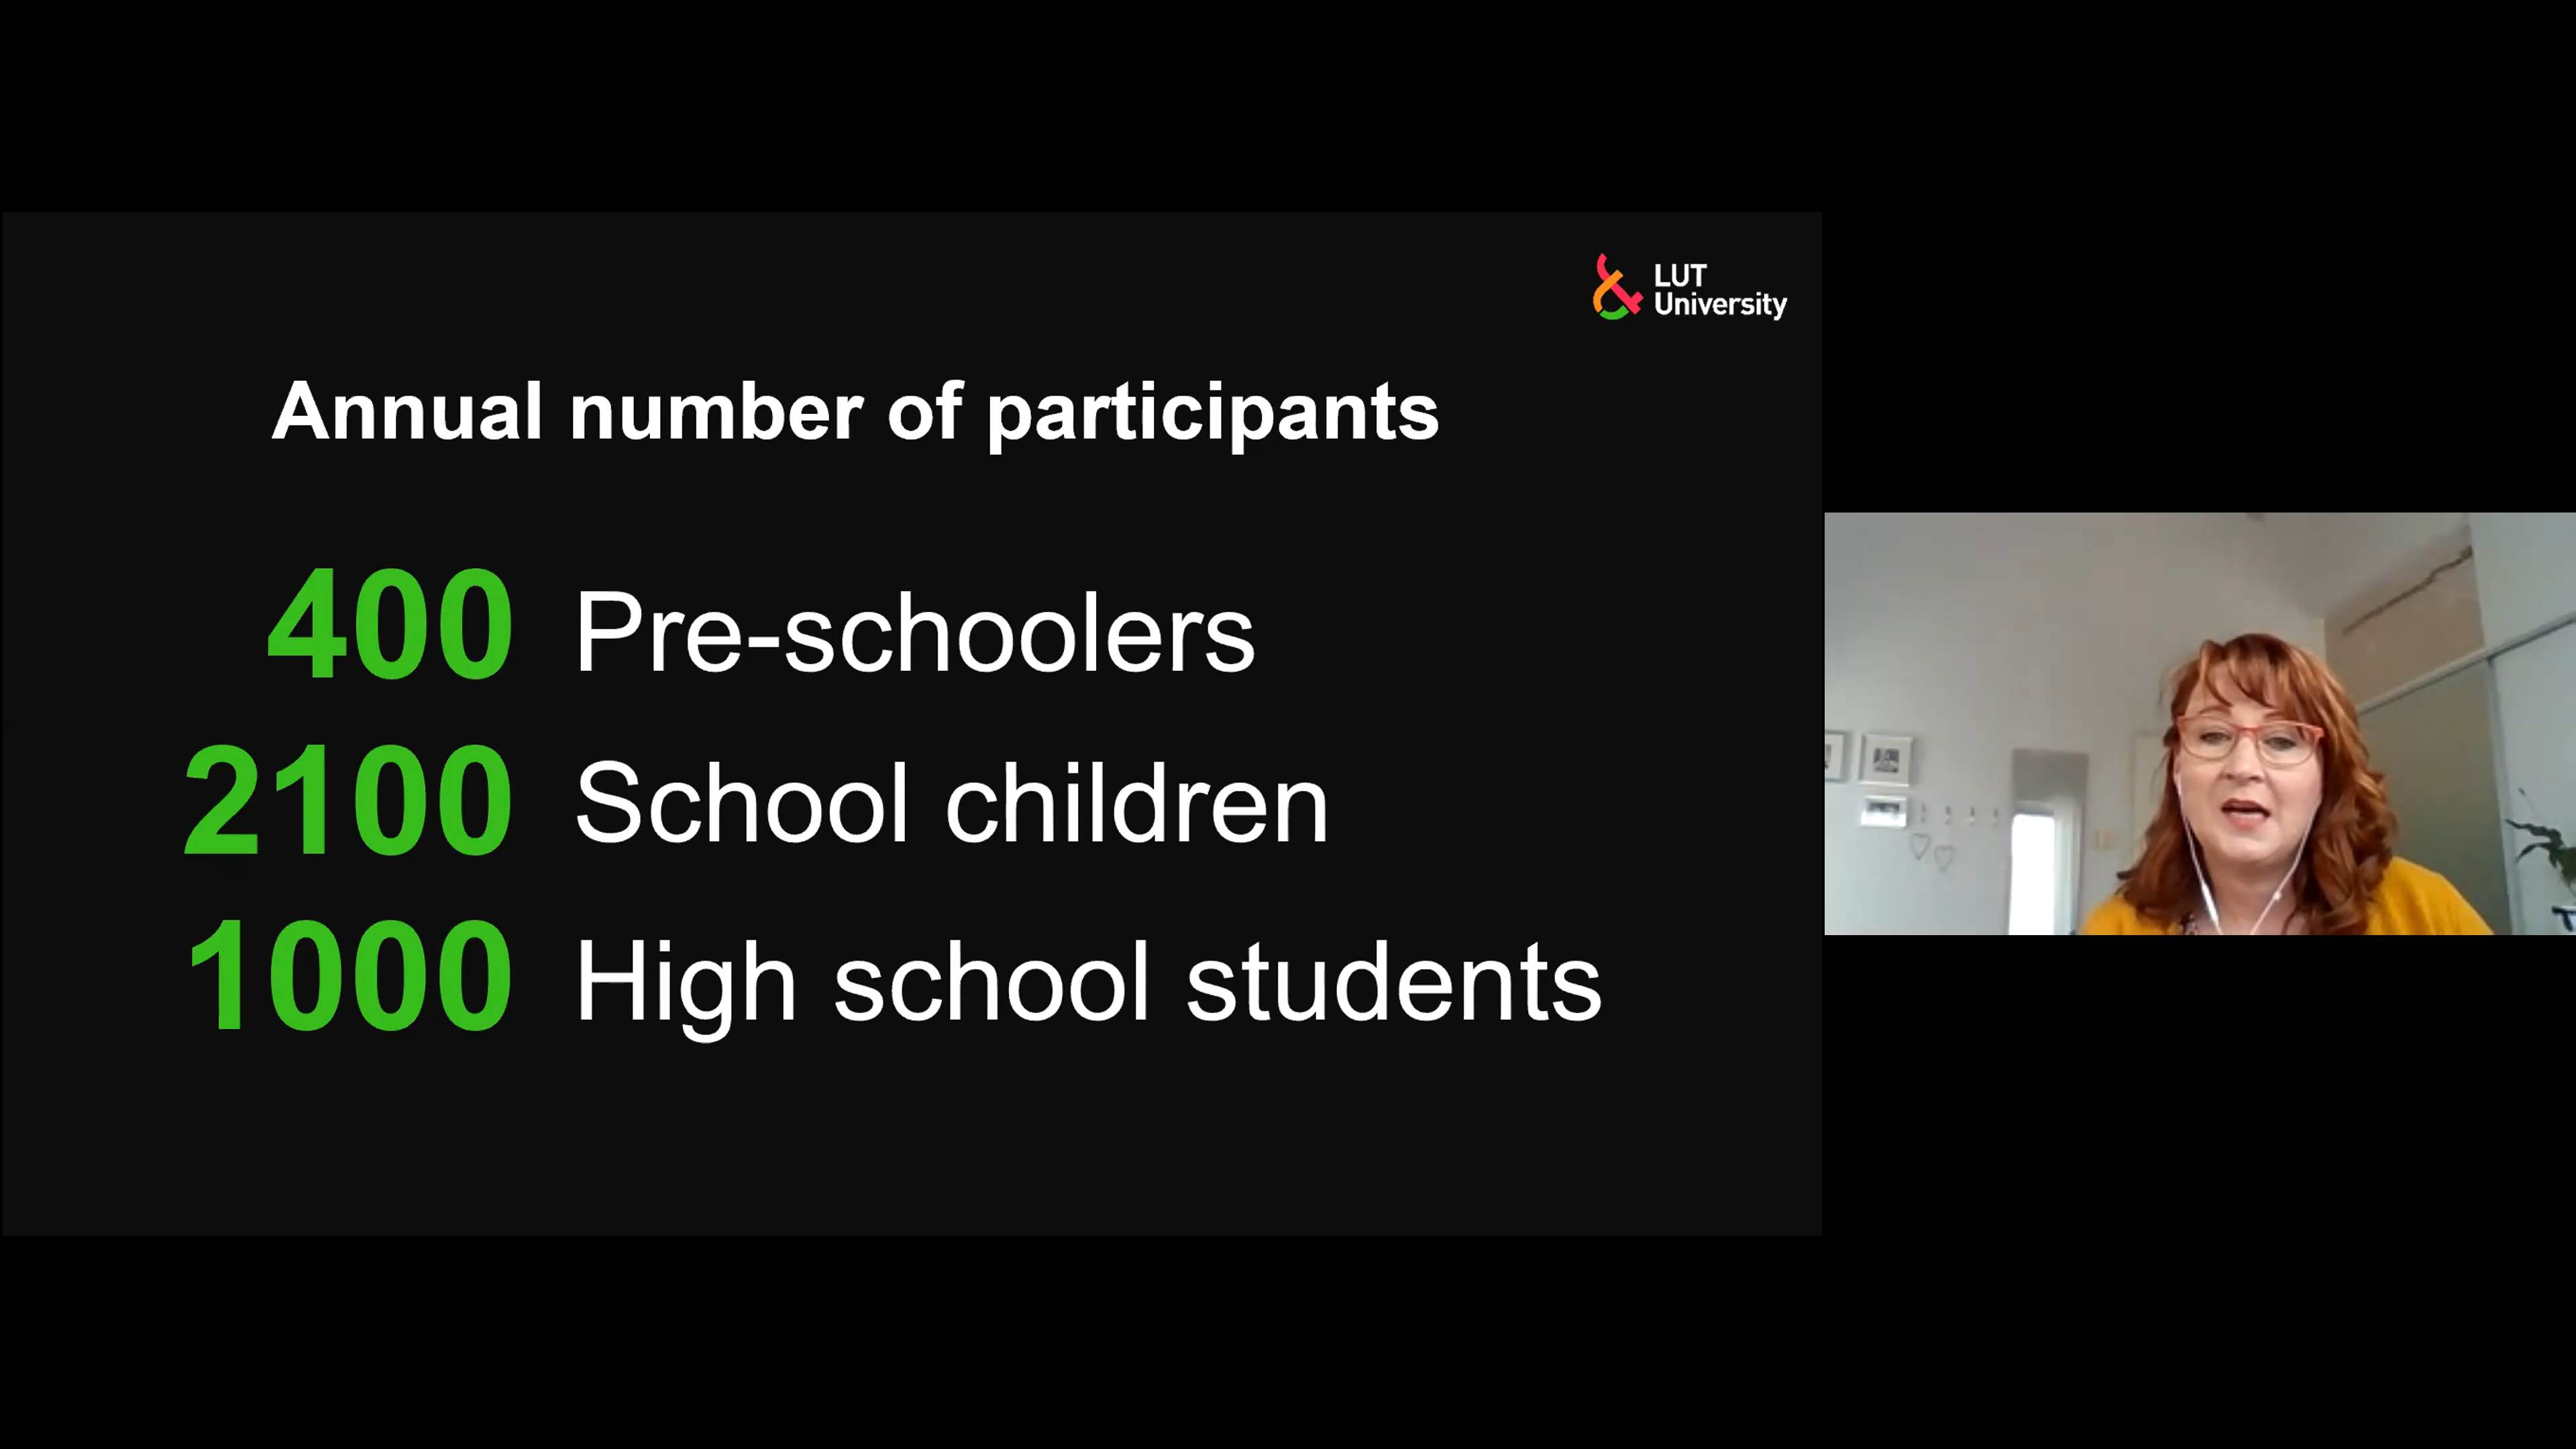 LUT
University
Annual number of participants
400 Pre-schoolers
2100 School children
1000 High school students